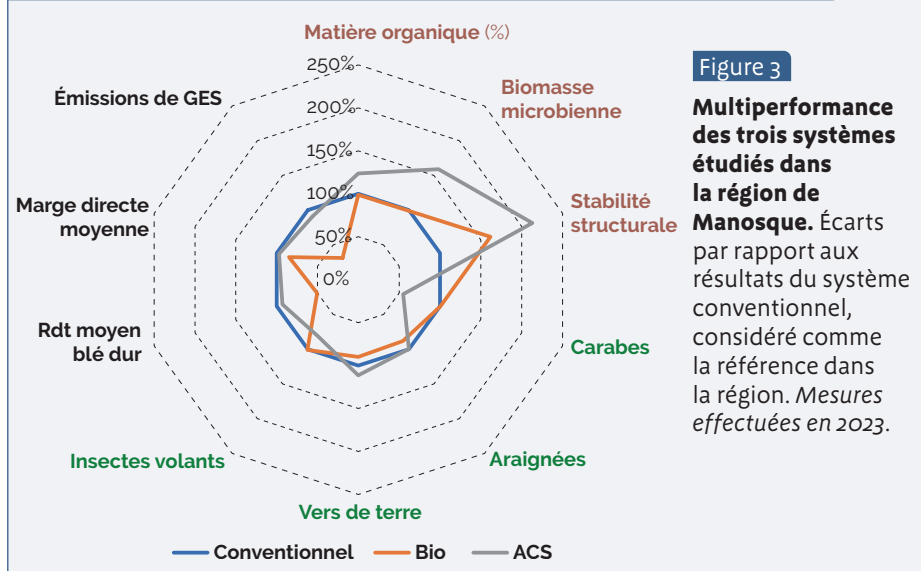 Matière organique (%)
250%
200%
150%
100%
50%
0%
Biomasse
microbienne
Stabilité
structurale
Carabes
Araignées
Vers de terre
Insectes volants
Rdt moyen
blé dur
Marge directe
moyenne
Émissions de GES
Conventionnel
Bio
ACS
Figure 3
Multiperformance
des trois systèmes
étudiés dans
la région de
Manosque. Écarts
par rapport aux
résultats du système
conventionnel,
considéré comme
la référence dans
la région. Mesures
effectuées en 2023.